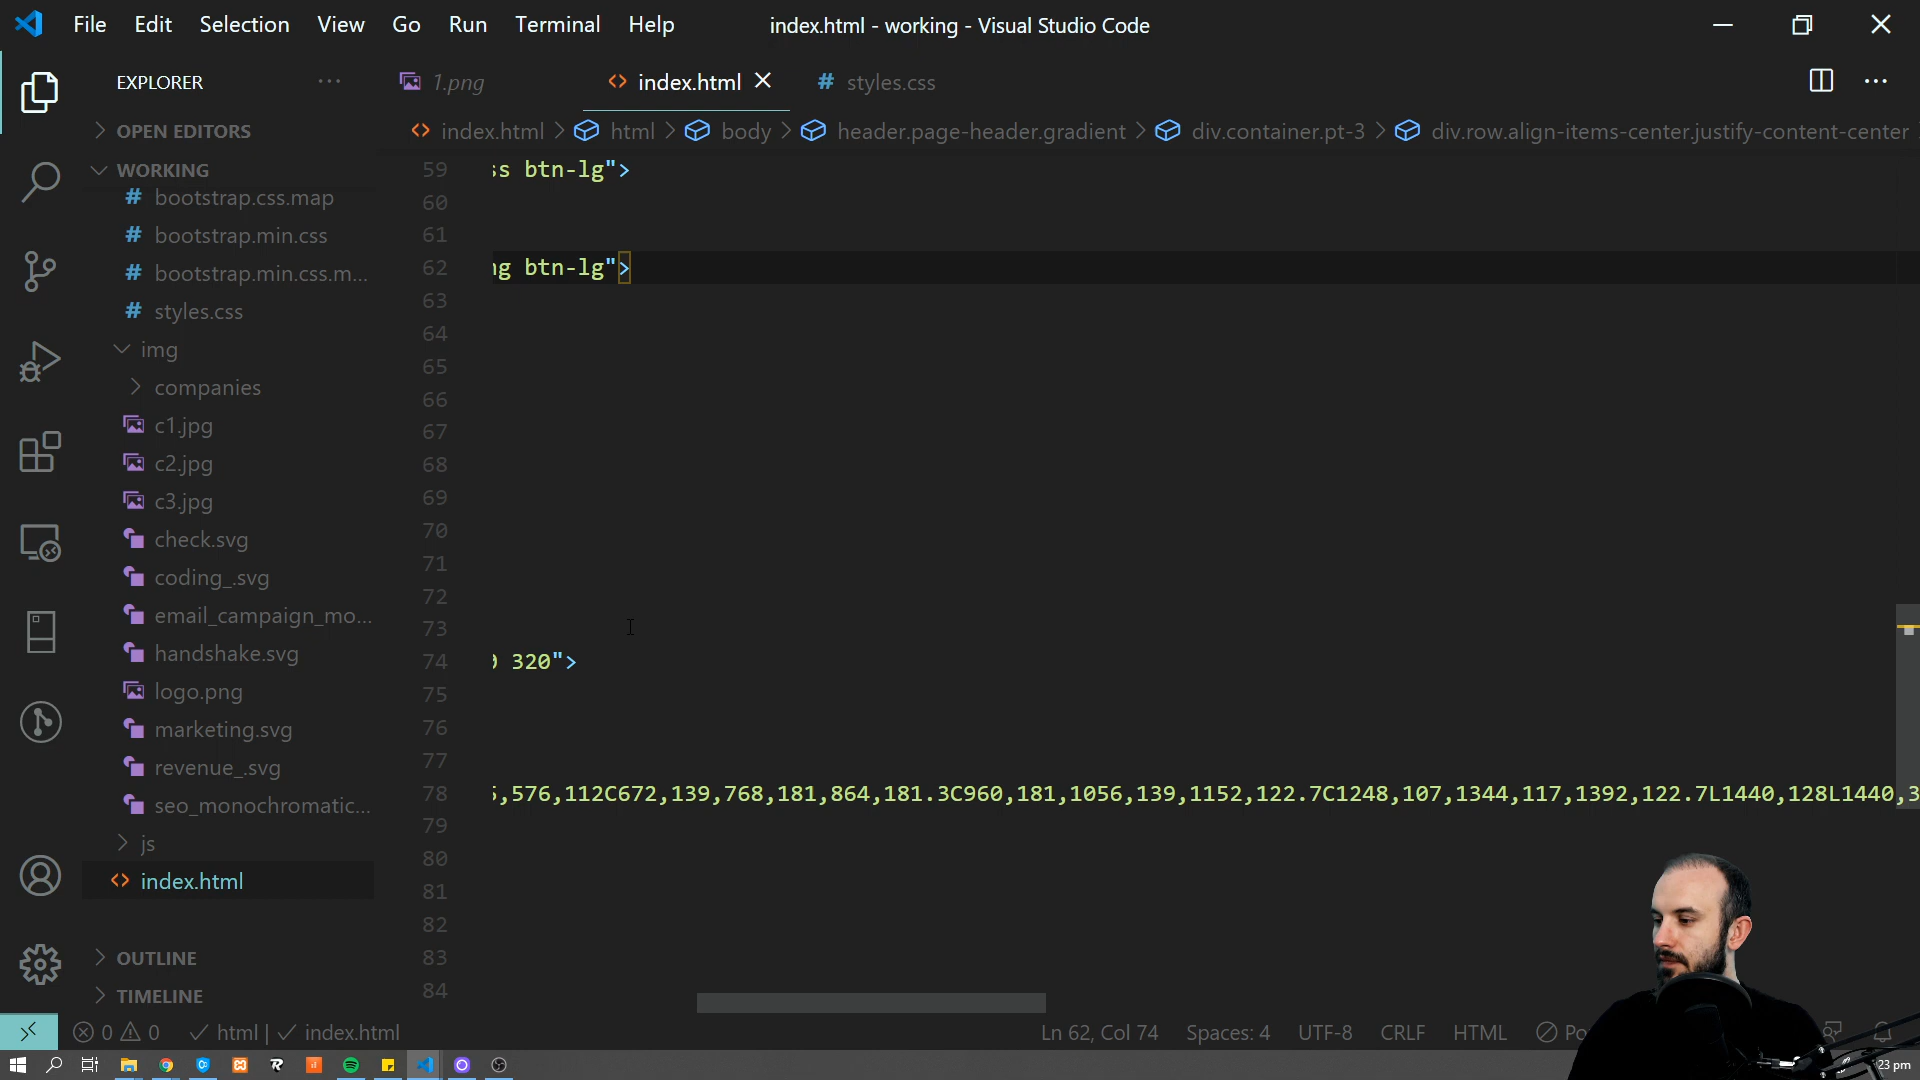 File Edit Selection View Go Run Terminal Help
index.html - working - Visual Studio Code
EXPLORER
1.png
index.html
styles.css
OPEN EDITORS
index.html > html > body > header.page-header.gradient > div.container.pt-3 > div.row.align-items-center.justify-content-center
WORKING
bootstrap.css.map
bootstrap.min.css
bootstrap.min.css.m...
styles.css
img
companies
c1.jpg
c2.jpg
c3.jpg
check.svg
coding_.svg
email_campaign_mo...
handshake.svg
logo.png
marketing.svg
revenue_.svg
seo_monochromatic...
js
index.html
OUTLINE
TIMELINE
59 ss btn-lg">
60
61
62 ng btn-lg">
63
64
65
66
67
68
69
70
71
72
73
74 0 320">
75
76
77
78 ,576,112C672,139,768,181,864,181.3C960,181,1056,139,1152,122.7C1248,107,1344,117,1392,122.7L1440,128L1440,3
79
80
81
82
83
84
0 0 html | index.html
Ln 62, Col 74 Spaces: 4 UTF-8 CRLF HTML
23 pm